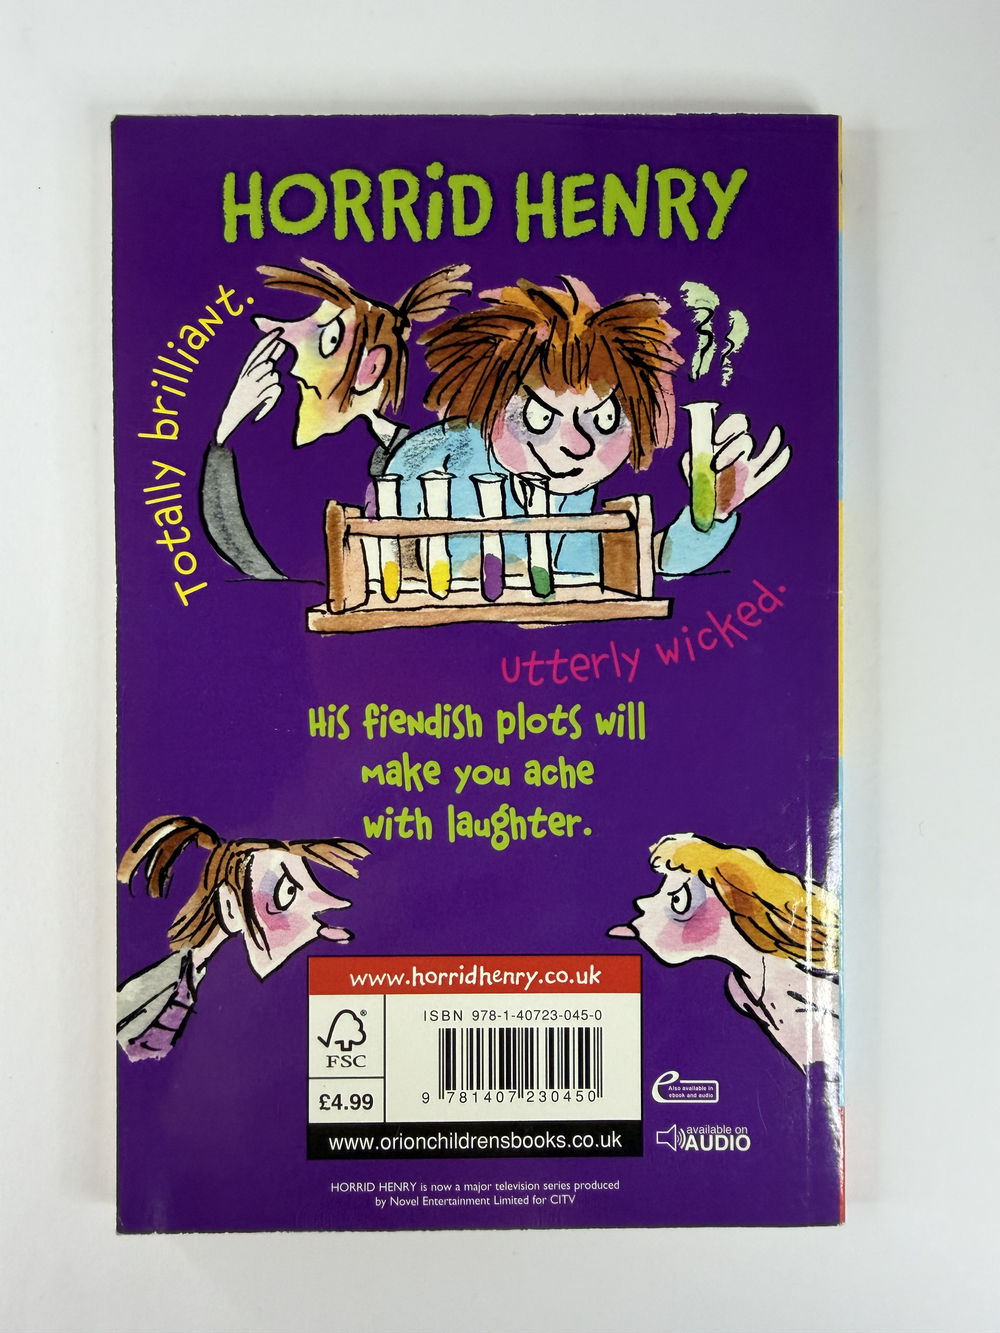 HORRiD HENRY
Totally brilliant.
utterly wicked.
His fiendish plots will
make you ache
with laughter.
www.horridhenry.co.uk
ISBN 978-1-40723-045-0
FSC
®
£4.99
9 781407 230450
www.orionchildrensbooks.co.uk
e
Also available in
ebook and audio
available on
AUDIO
HORRID HENRY is now a major television series produced
by Novel Entertainment Limited for CITV